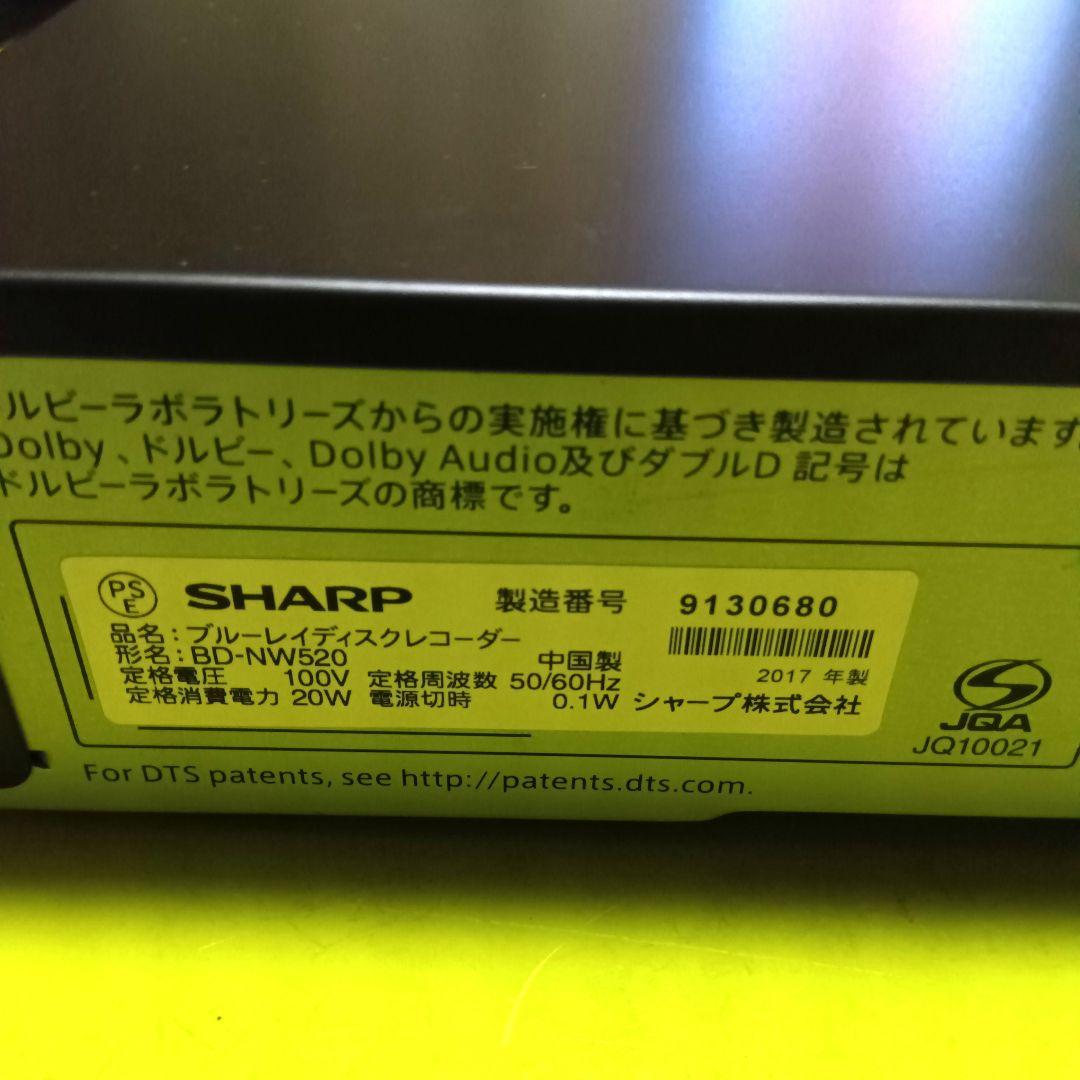 ルビーラボラトリーズからの実施権に基づき製造されています
Dolby、ドルビー、Dolby Audio及びダブルD 記号は
ドルビーラボラトリーズの商標です。
PS
E
SHARP 製造番号 9130680
品名：ブルーレイディスクレコーダー
形名：BD-NW520 中国製
2017 年製
定格電圧 100V 定格周波数 50/60Hz
定格消費電力 20W 電源切時 0.1W シャープ株式会社
JQA
JQ10021
For DTS patents, see http://patents.dts.com.